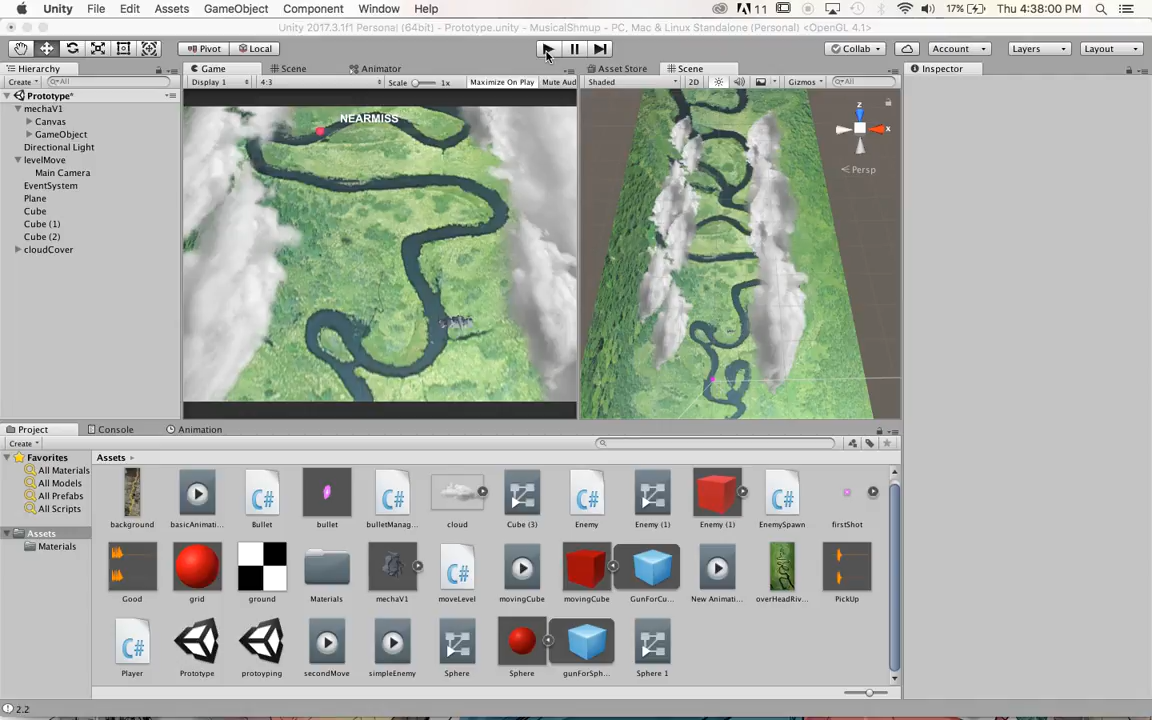 Unity File Edit Assets GameObject Component Window Help 11 17% Thu 4:38:00 PM
Unity 2017.3.1f1 Personal (64bit) - Prototype.unity - MusicalShmup - PC, Mac & Linux Standalone <OpenGL 4.1>
Pivot Local Collab Account Layers Layout
Hierarchy Game Scene Animator Asset Store Scene Inspector
Create All Display 1 4:3 Scale 1x Maximize On Play Mute Aud Shaded 2D Gizmos All
Prototype*
mechaV1
Canvas
GameObject
Directional Light
levelMove
Main Camera
EventSystem
Plane
Cube
Cube (1)
Cube (2)
cloudCover
NEARMISS
z
x
Persp
Project Console Animation
Create
Favorites
All Materials
All Models
All Prefabs
All Scripts
Assets
Materials
Assets
C# C# C# C#
background basicAnimati... Bullet bullet bulletManag... cloud Cube (3) Enemy Enemy (1) Enemy (1) EnemySpawn firstShot
C#
Good grid ground Materials mechaV1 moveLevel movingCube movingCube GunForCu... New Animati... overHeadRiv... PickUp
C#
Player Prototype protoyping secondMove simpleEnemy Sphere Sphere gunForSph... Sphere 1
2.2